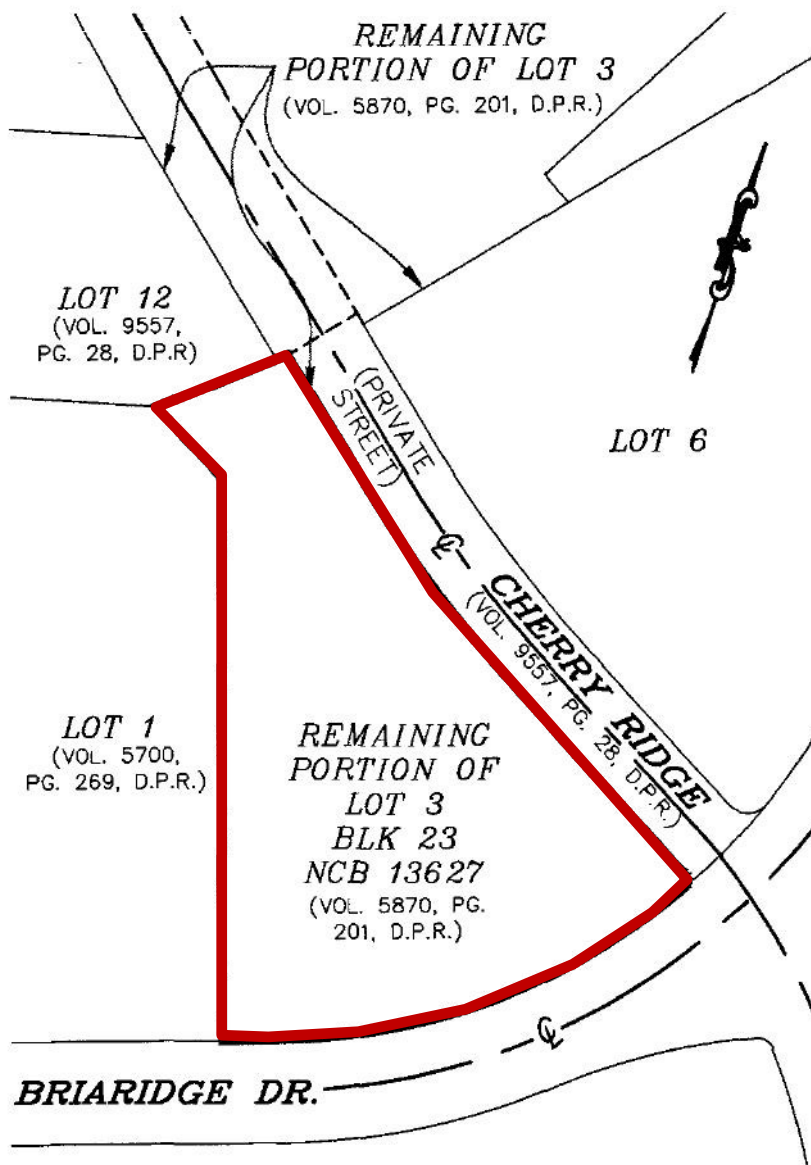 REMAINING
PORTION OF LOT 3
(VOL. 5870, PG. 201, D.P.R.)
LOT 12
(VOL. 9557,
PG. 28, D.P.R)
(PRIVATE
STREET)
LOT 6
℄
CHERRY RIDGE
(VOL. 9557, PG. 28, D.P.R.)
LOT 1
(VOL. 5700,
PG. 269, D.P.R.)
REMAINING
PORTION OF
LOT 3
BLK 23
NCB 13627
(VOL. 5870, PG.
201, D.P.R.)
℄
BRIARIDGE DR.